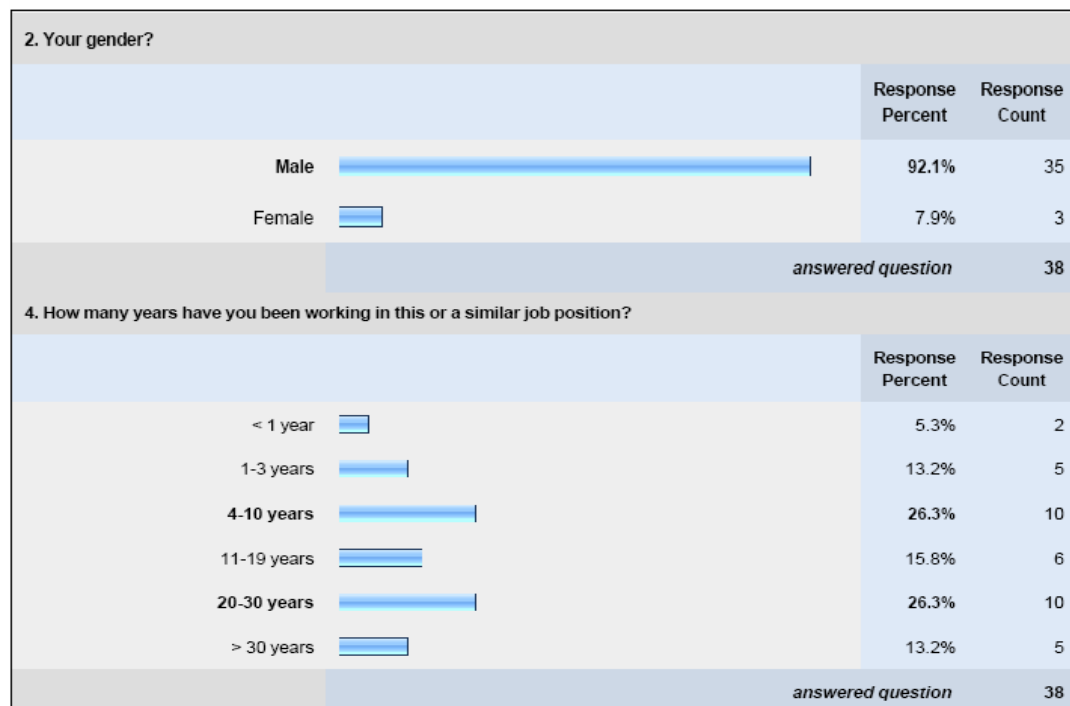 2. Your gender?
Response Percent Response Count
Male 92.1% 35
Female 7.9% 3
answered question 38
4. How many years have you been working in this or a similar job position?
Response Percent Response Count
< 1 year 5.3% 2
1-3 years 13.2% 5
4-10 years 26.3% 10
11-19 years 15.8% 6
20-30 years 26.3% 10
> 30 years 13.2% 5
answered question 38